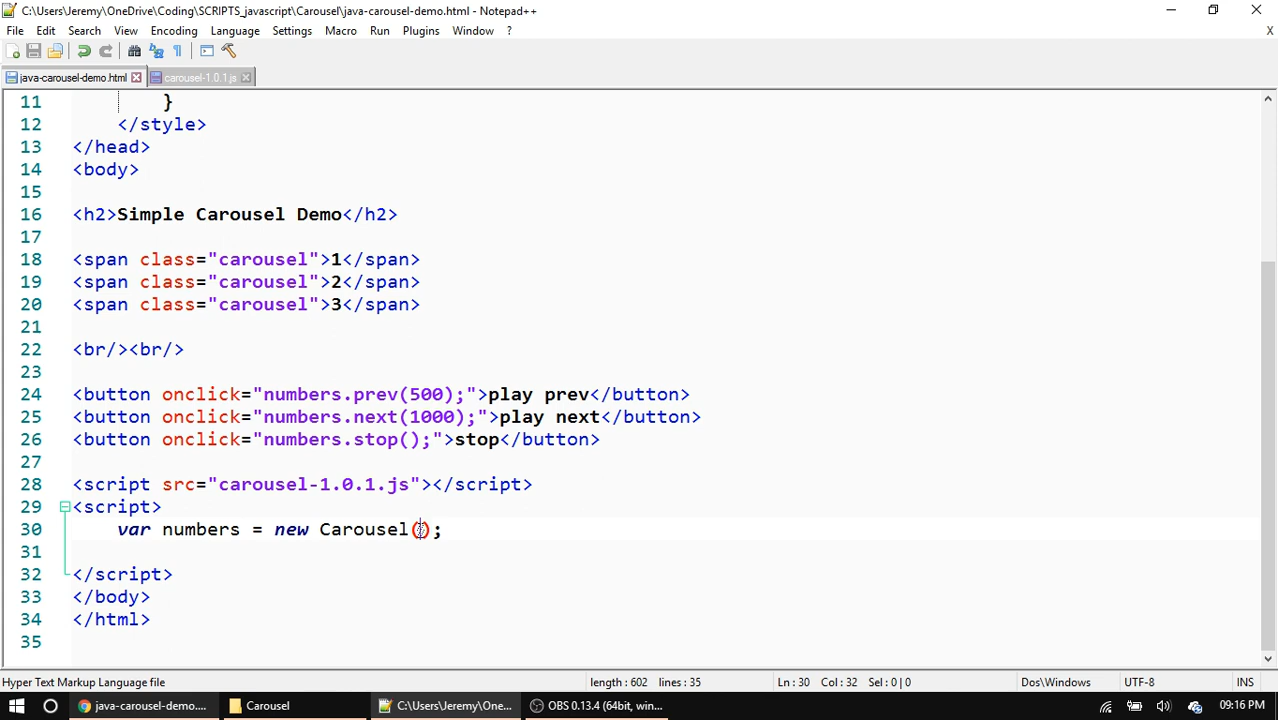 C:\Users\Jeremy\OneDrive\Coding\SCRIPTS_javascript\Carousel\java-carousel-demo.html - Notepad++
File Edit Search View Encoding Language Settings Macro Run Plugins Window ? X
java-carousel-demo.html carousel-1.0.1.js
11 }
12 </style>
13 </head>
14 <body>
15
16 <h2>Simple Carousel Demo</h2>
17
18 <span class="carousel">1</span>
19 <span class="carousel">2</span>
20 <span class="carousel">3</span>
21
22 <br/><br/>
23
24 <button onclick="numbers.prev(500);">play prev</button>
25 <button onclick="numbers.next(1000);">play next</button>
26 <button onclick="numbers.stop();">stop</button>
27
28 <script src="carousel-1.0.1.js"></script>
29 <script>
30 var numbers = new Carousel();
31
32 </script>
33 </body>
34 </html>
35
Hyper Text Markup Language file length : 602 lines : 35 Ln : 30 Col : 32 Sel : 0 | 0 Dos\Windows UTF-8 INS
java-carousel-demo.... Carousel C:\Users\Jeremy\One... OBS 0.13.4 (64bit, win... 09:16 PM